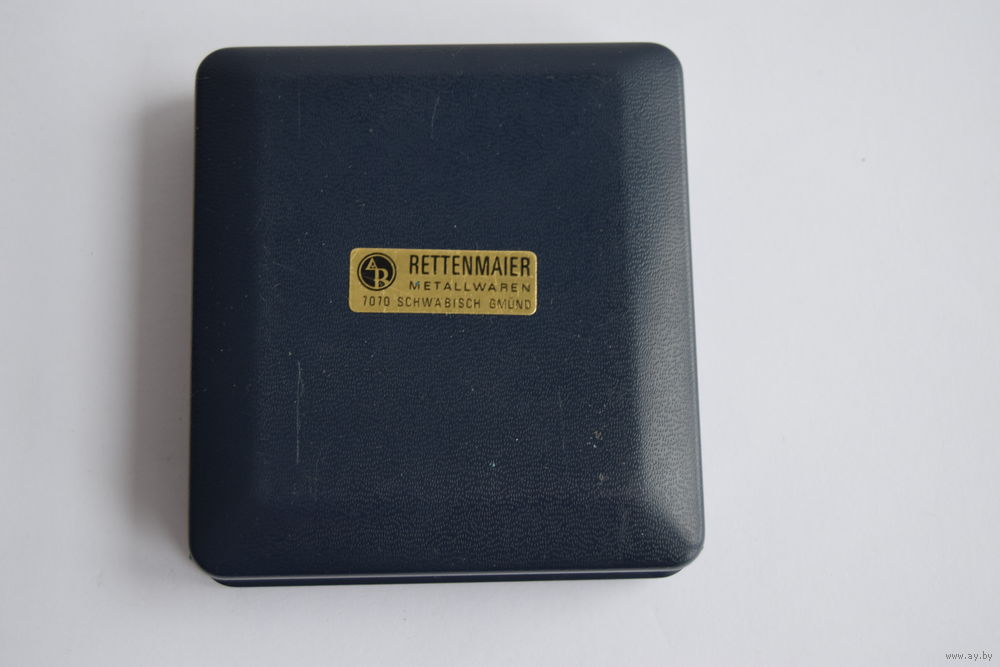 AR
RETTENMAIER
METALLWAREN
7070 SCHWÄBISCH GMÜND
www.ay.by